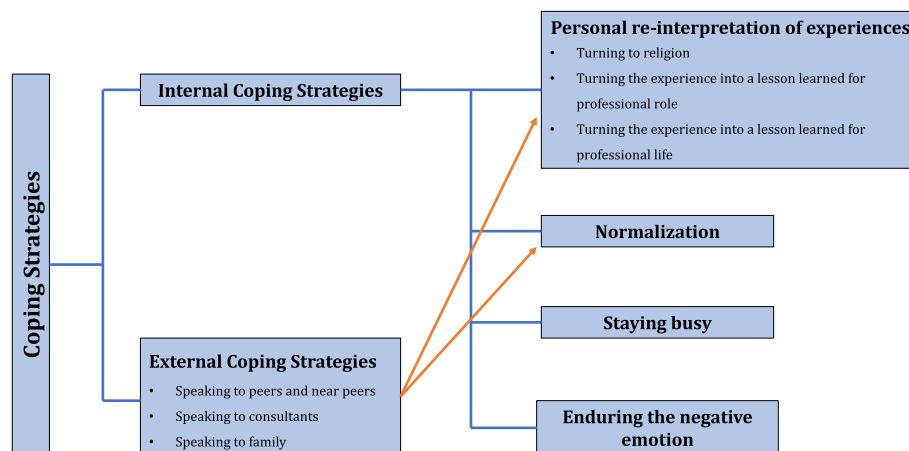 Coping Strategies
Internal Coping Strategies
External Coping Strategies
• Speaking to peers and near peers
• Speaking to consultants
• Speaking to family
Personal re-interpretation of experiences
• Turning to religion
• Turning the experience into a lesson learned for
professional role
• Turning the experience into a lesson learned for
professional life
Normalization
Staying busy
Enduring the negative
emotion